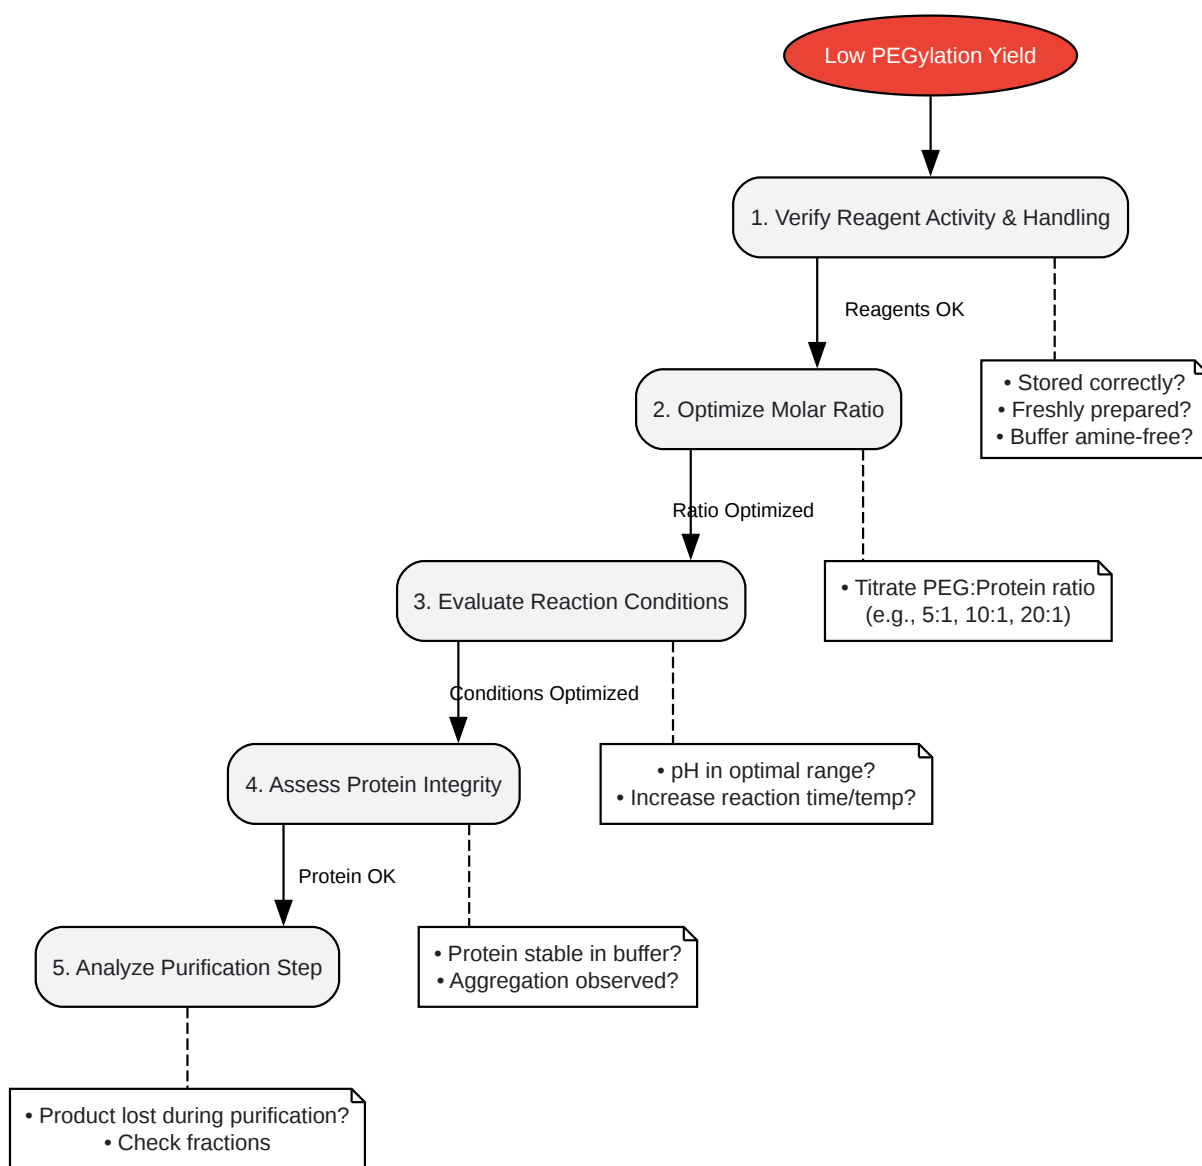 Low PEGylation Yield
1. Verify Reagent Activity & Handling
Reagents OK
• Stored correctly?
• Freshly prepared?
• Buffer amine-free?
2. Optimize Molar Ratio
Ratio Optimized
• Titrate PEG:Protein ratio
(e.g., 5:1, 10:1, 20:1)
3. Evaluate Reaction Conditions
Conditions Optimized
• pH in optimal range?
• Increase reaction time/temp?
4. Assess Protein Integrity
Protein OK
• Protein stable in buffer?
• Aggregation observed?
5. Analyze Purification Step
• Product lost during purification?
• Check fractions